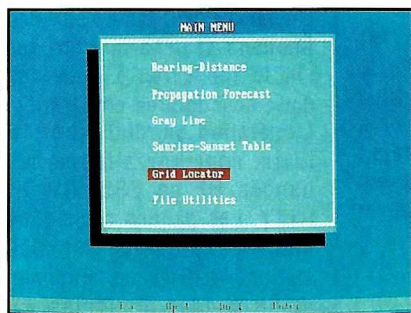 MAIN MENU
Bearing-Distance
Propagation Forecast
Gray Line
Sunrise-Sunset Table
Grid Locator
File Utilities